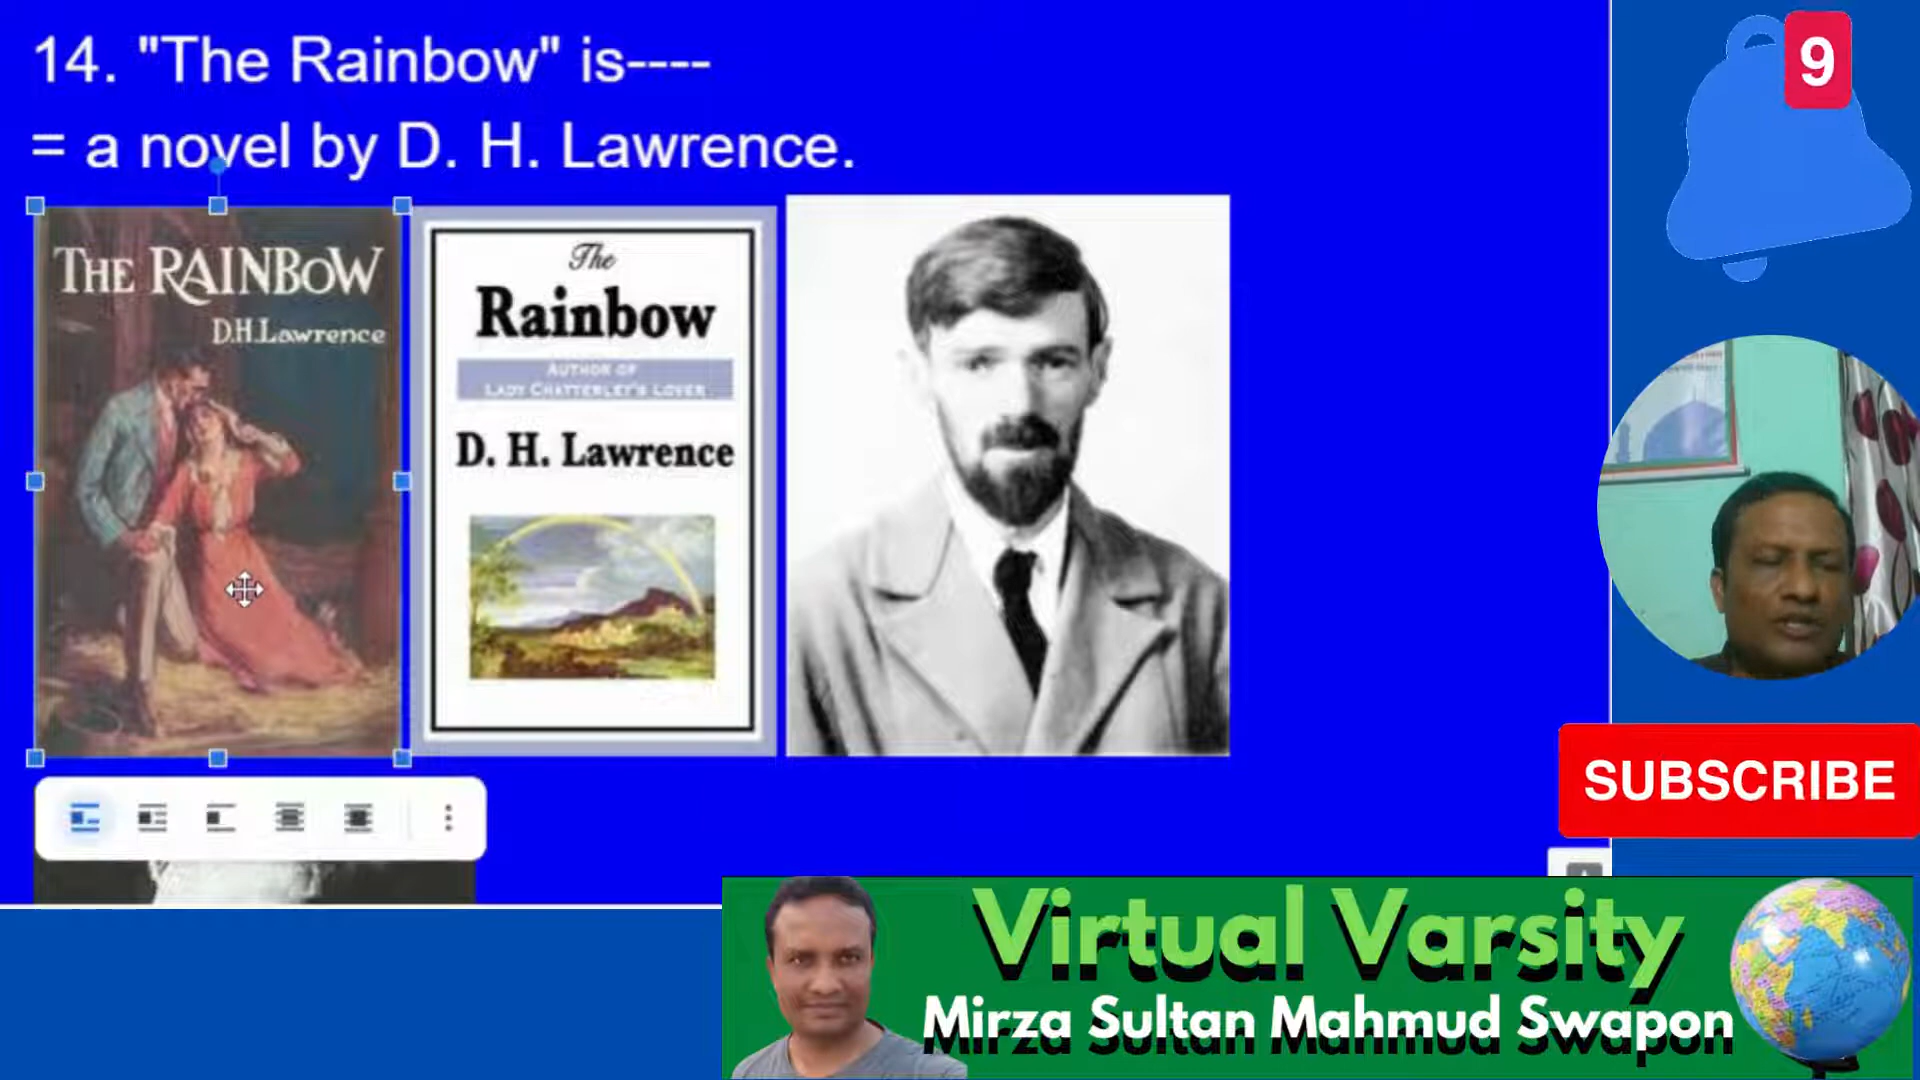 14. "The Rainbow" is----
= a novel by D. H. Lawrence.
THE RAINBOW
D.H.Lawrence
The
Rainbow
AUTHOR OF
LADY CHATTERLEY'S LOVER
D. H. Lawrence
9
SUBSCRIBE
Virtual Varsity
Mirza Sultan Mahmud Swapon